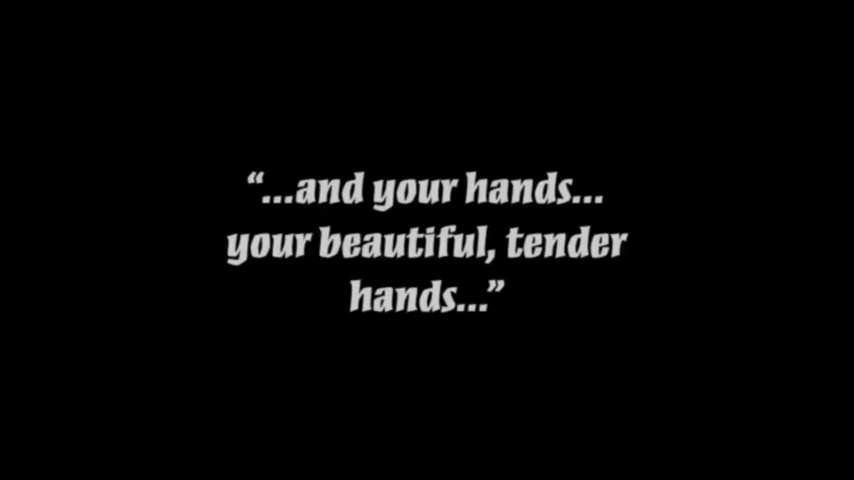 “...and your hands...
your beautiful, tender
hands...”